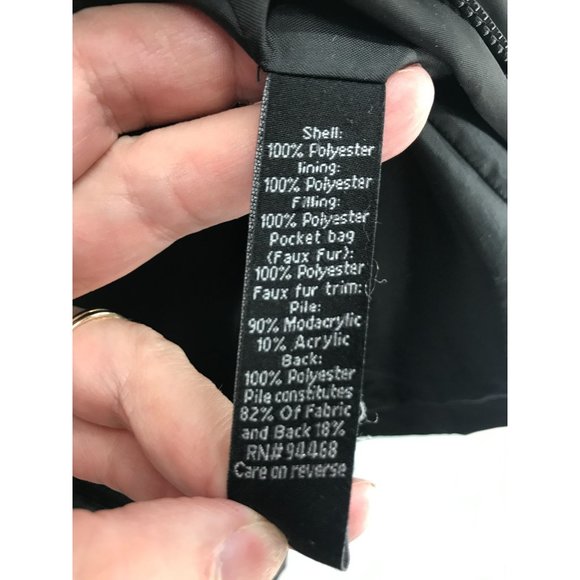 Shell:
100% Polyester
lining:
100% Polyester
Filling:
100% Polyester
Pocket bag
(Faux Fur):
100% Polyester
Faux fur trim:
Pile:
90% Modacrylic
10% Acrylic
Back:
100% Polyester
Pile constitutes
82% Of Fabric
and Back 18%
RN# 94468
Care on reverse